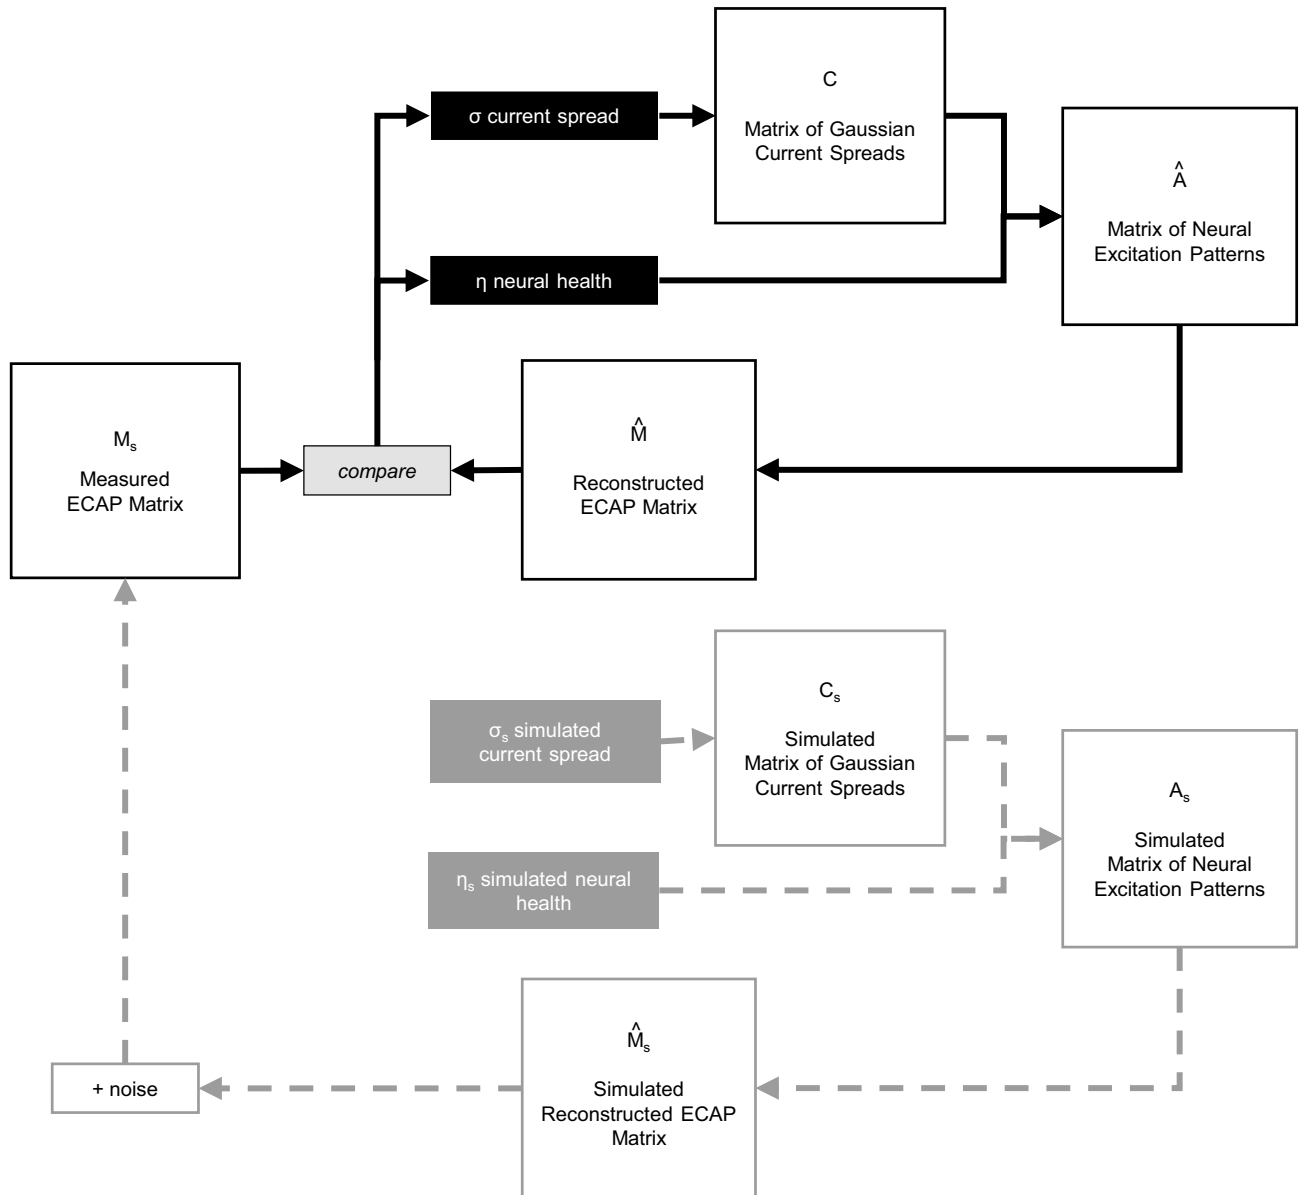 σ current spread
C
Matrix of Gaussian
Current Spreads
Â
Matrix of Neural
Excitation Patterns
η neural health
Mₛ
Measured
ECAP Matrix
compare
M̂
Reconstructed
ECAP Matrix
σₛ simulated
current spread
Cₛ
Simulated
Matrix of Gaussian
Current Spreads
Aₛ
Simulated
Matrix of Neural
Excitation Patterns
ηₛ simulated neural
health
+ noise
M̂ₛ
Simulated
Reconstructed ECAP
Matrix